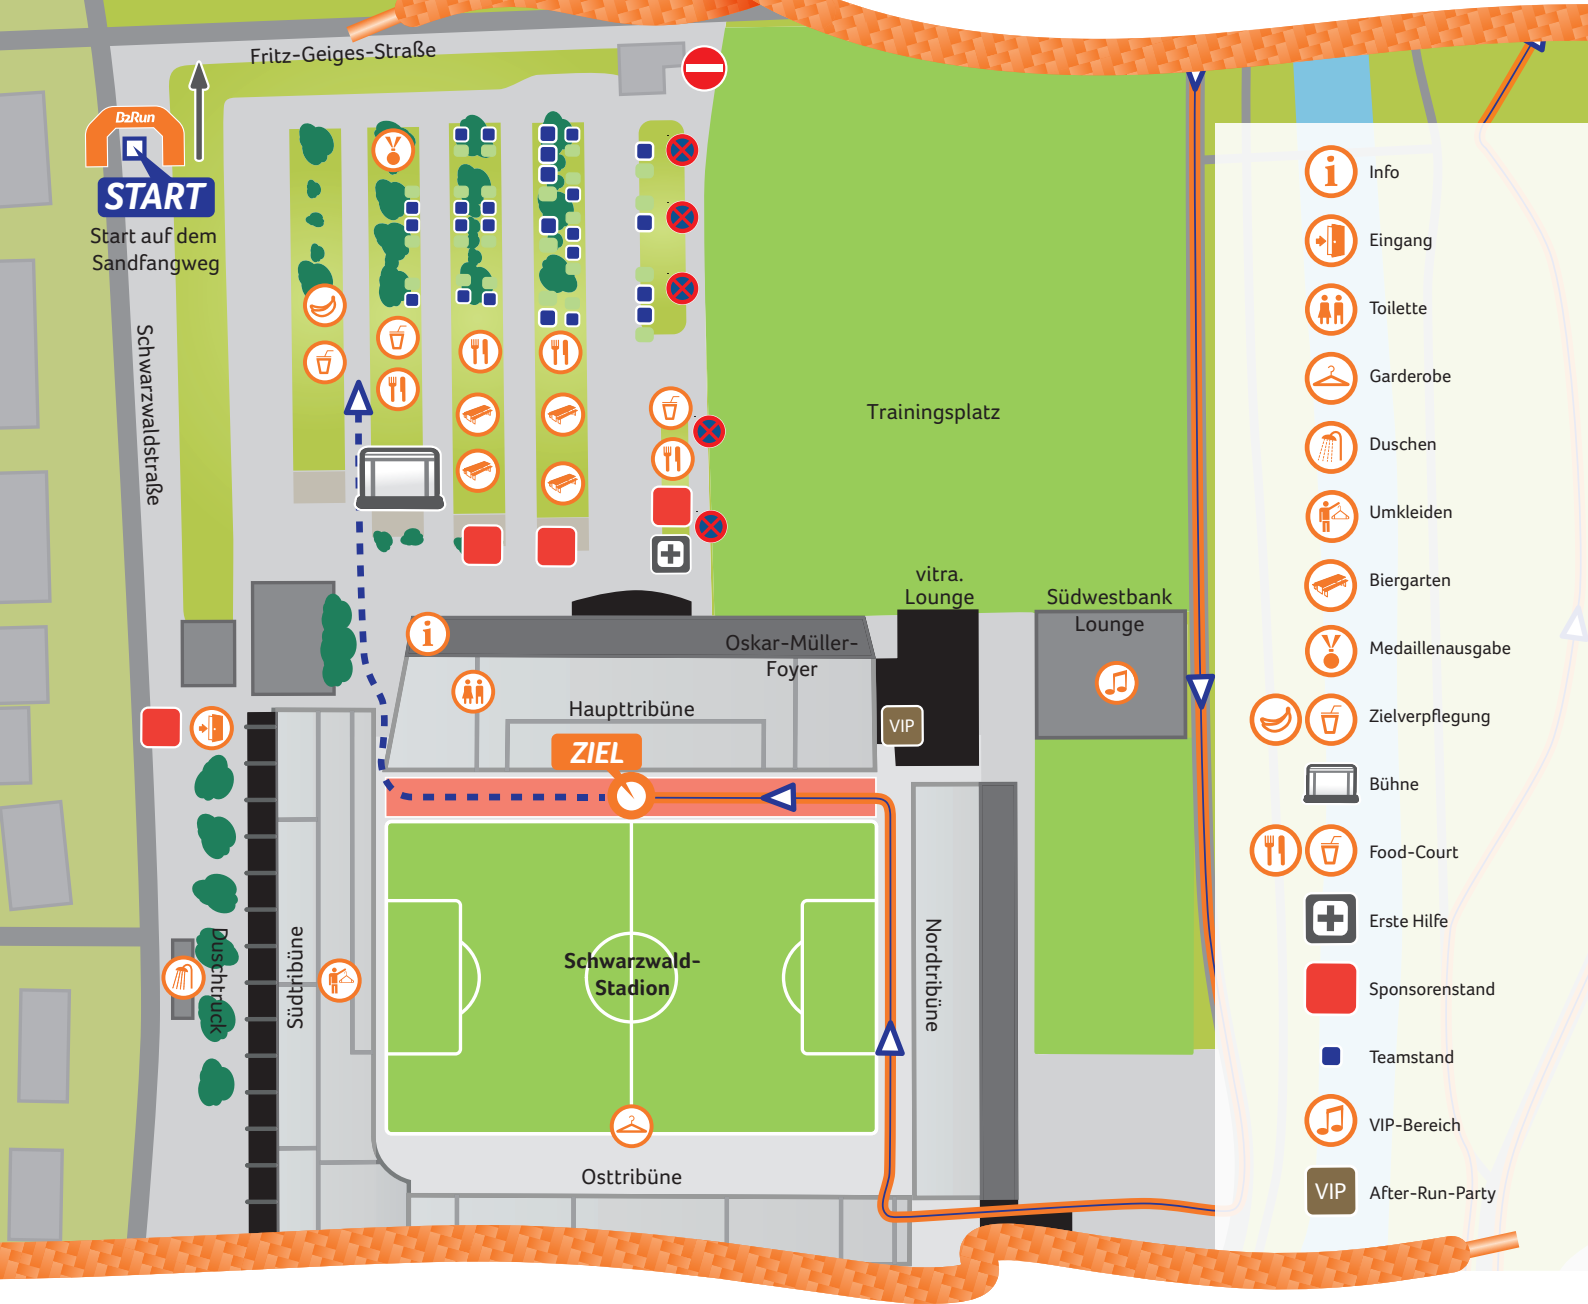 Fritz-Geiges-Straße
B2Run
START
Start auf dem
Sandfangweg
Schwarzwaldstraße
Trainingsplatz
vitra.
Lounge
Südwestbank
Lounge
Oskar-Müller-
Foyer
Haupttribüne
VIP
ZIEL
Duschtruck
Südtribüne
Schwarzwald-
Stadion
Nordtribüne
Osttribüne
Info
Eingang
Toilette
Garderobe
Duschen
Umkleiden
Biergarten
Medaillenausgabe
Zielverpflegung
Bühne
Food-Court
Erste Hilfe
Sponsorenstand
Teamstand
VIP-Bereich
VIP After-Run-Party